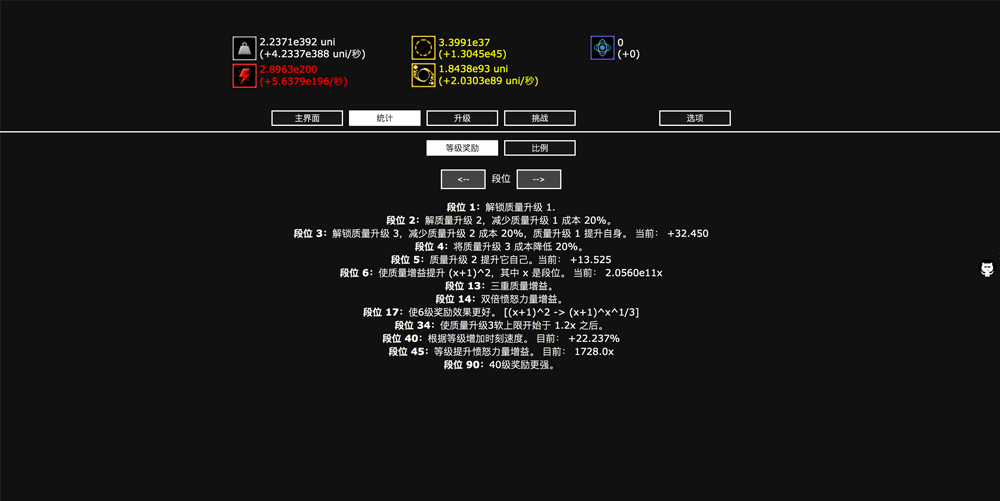 2.2371e392 uni
(+4.2337e388 uni/秒)
3.3991e37
(+1.3045e45)
0
(+0)
2.8963e200
(+5.6379e196/秒)
1.8438e93 uni
(+2.0303e89 uni/秒)
主界面
统计
升级
挑战
选项
等级奖励
比例
<--
段位
-->
段位 1：解锁质量升级 1.
段位 2：解质量升级 2，减少质量升级 1 成本 20%。
段位 3：解锁质量升级 3，减少质量升级 2 成本 20%，质量升级 1 提升自身。 当前： +32.450
段位 4：将质量升级 3 成本降低 20%。
段位 5：质量升级 2 提升它自己。当前： +13.525
段位 6：使质量增益提升 (x+1)^2，其中 x 是段位。 当前： 2.0560e11x
段位 13：三重质量增益。
段位 14：双倍愤怒力量增益。
段位 17：使6级奖励效果更好。 [(x+1)^2 -> (x+1)^x^1/3]
段位 34：使质量升级3软上限开始于 1.2x 之后。
段位 40：根据等级增加时刻速度。 目前： +22.237%
段位 45：等级提升愤怒力量增益。 目前： 1728.0x
段位 90：40级奖励更强。